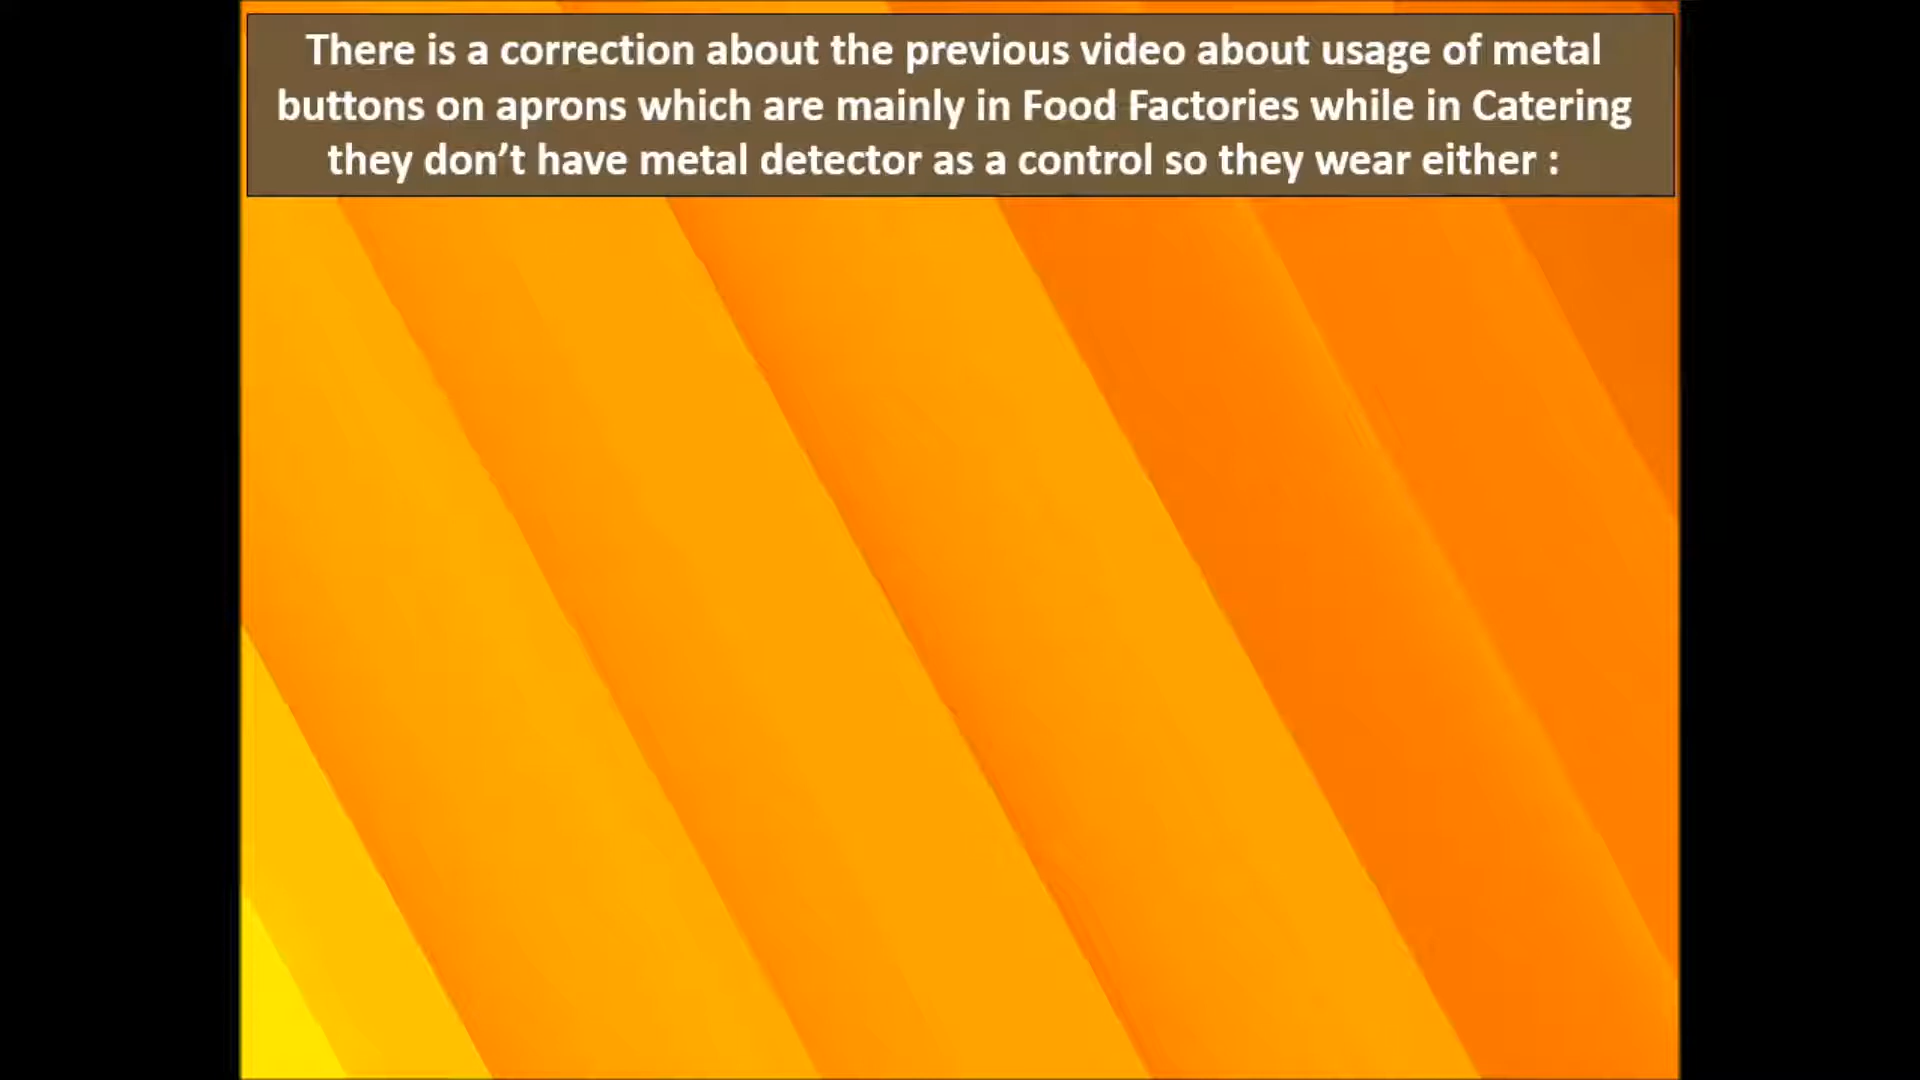 There is a correction about the previous video about usage of metal
buttons on aprons which are mainly in Food Factories while in Catering
they don’t have metal detector as a control so they wear either :